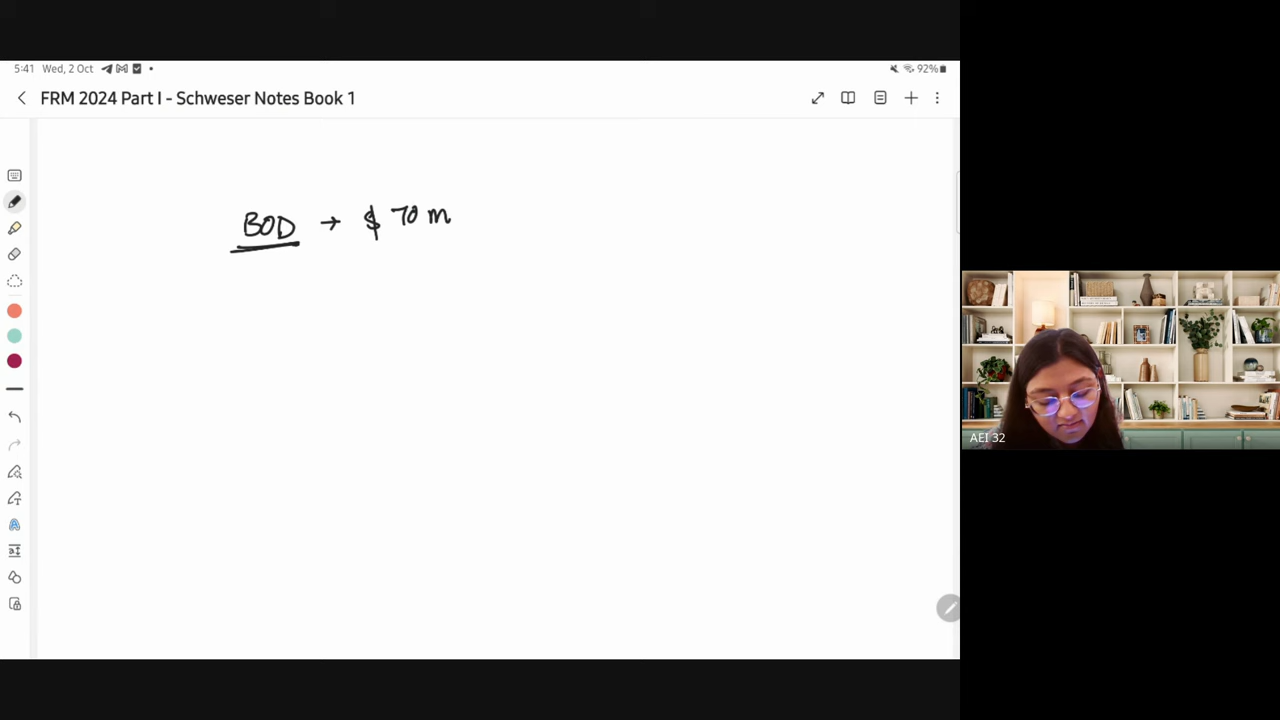 5:41 Wed, 2 Oct
92%
FRM 2024 Part I - Schweser Notes Book 1
BOD → $ 70 m
AEI 32